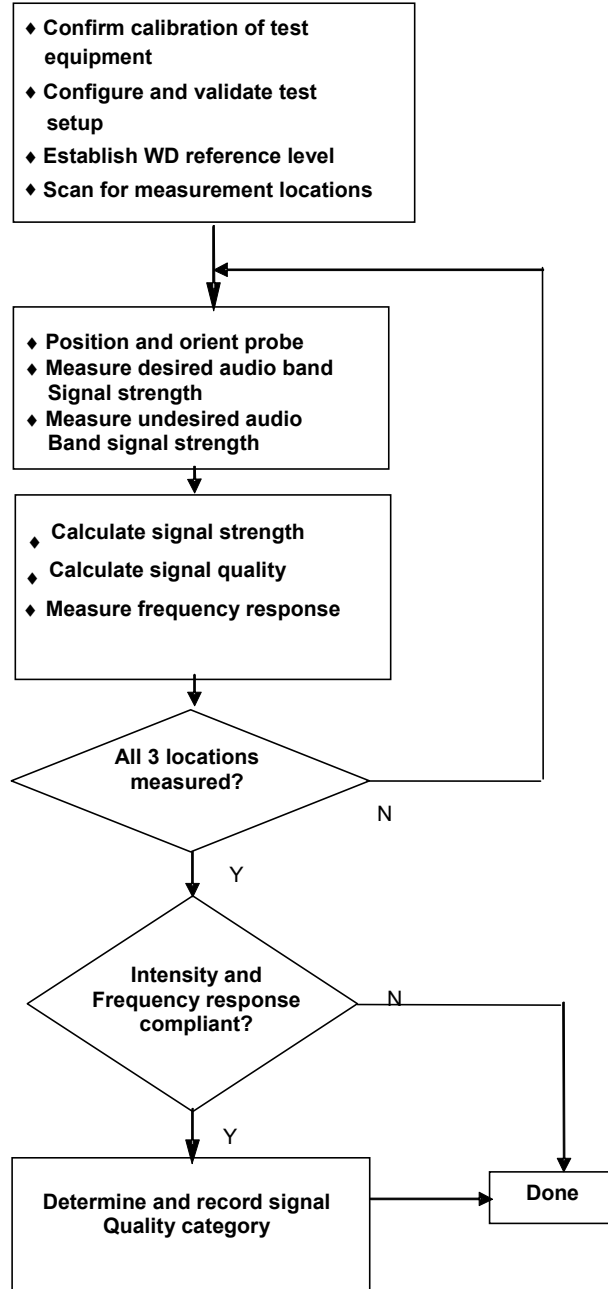 ♦ Confirm calibration of test
equipment
♦ Configure and validate test
setup
♦ Establish WD reference level
♦ Scan for measurement locations
♦ Position and orient probe
♦ Measure desired audio band
Signal strength
♦ Measure undesired audio
Band signal strength
♦ Calculate signal strength
♦ Calculate signal quality
♦ Measure frequency response
All 3 locations
measured?
N
Y
Intensity and
Frequency response
compliant?
N
Y
Determine and record signal
Quality category
Done